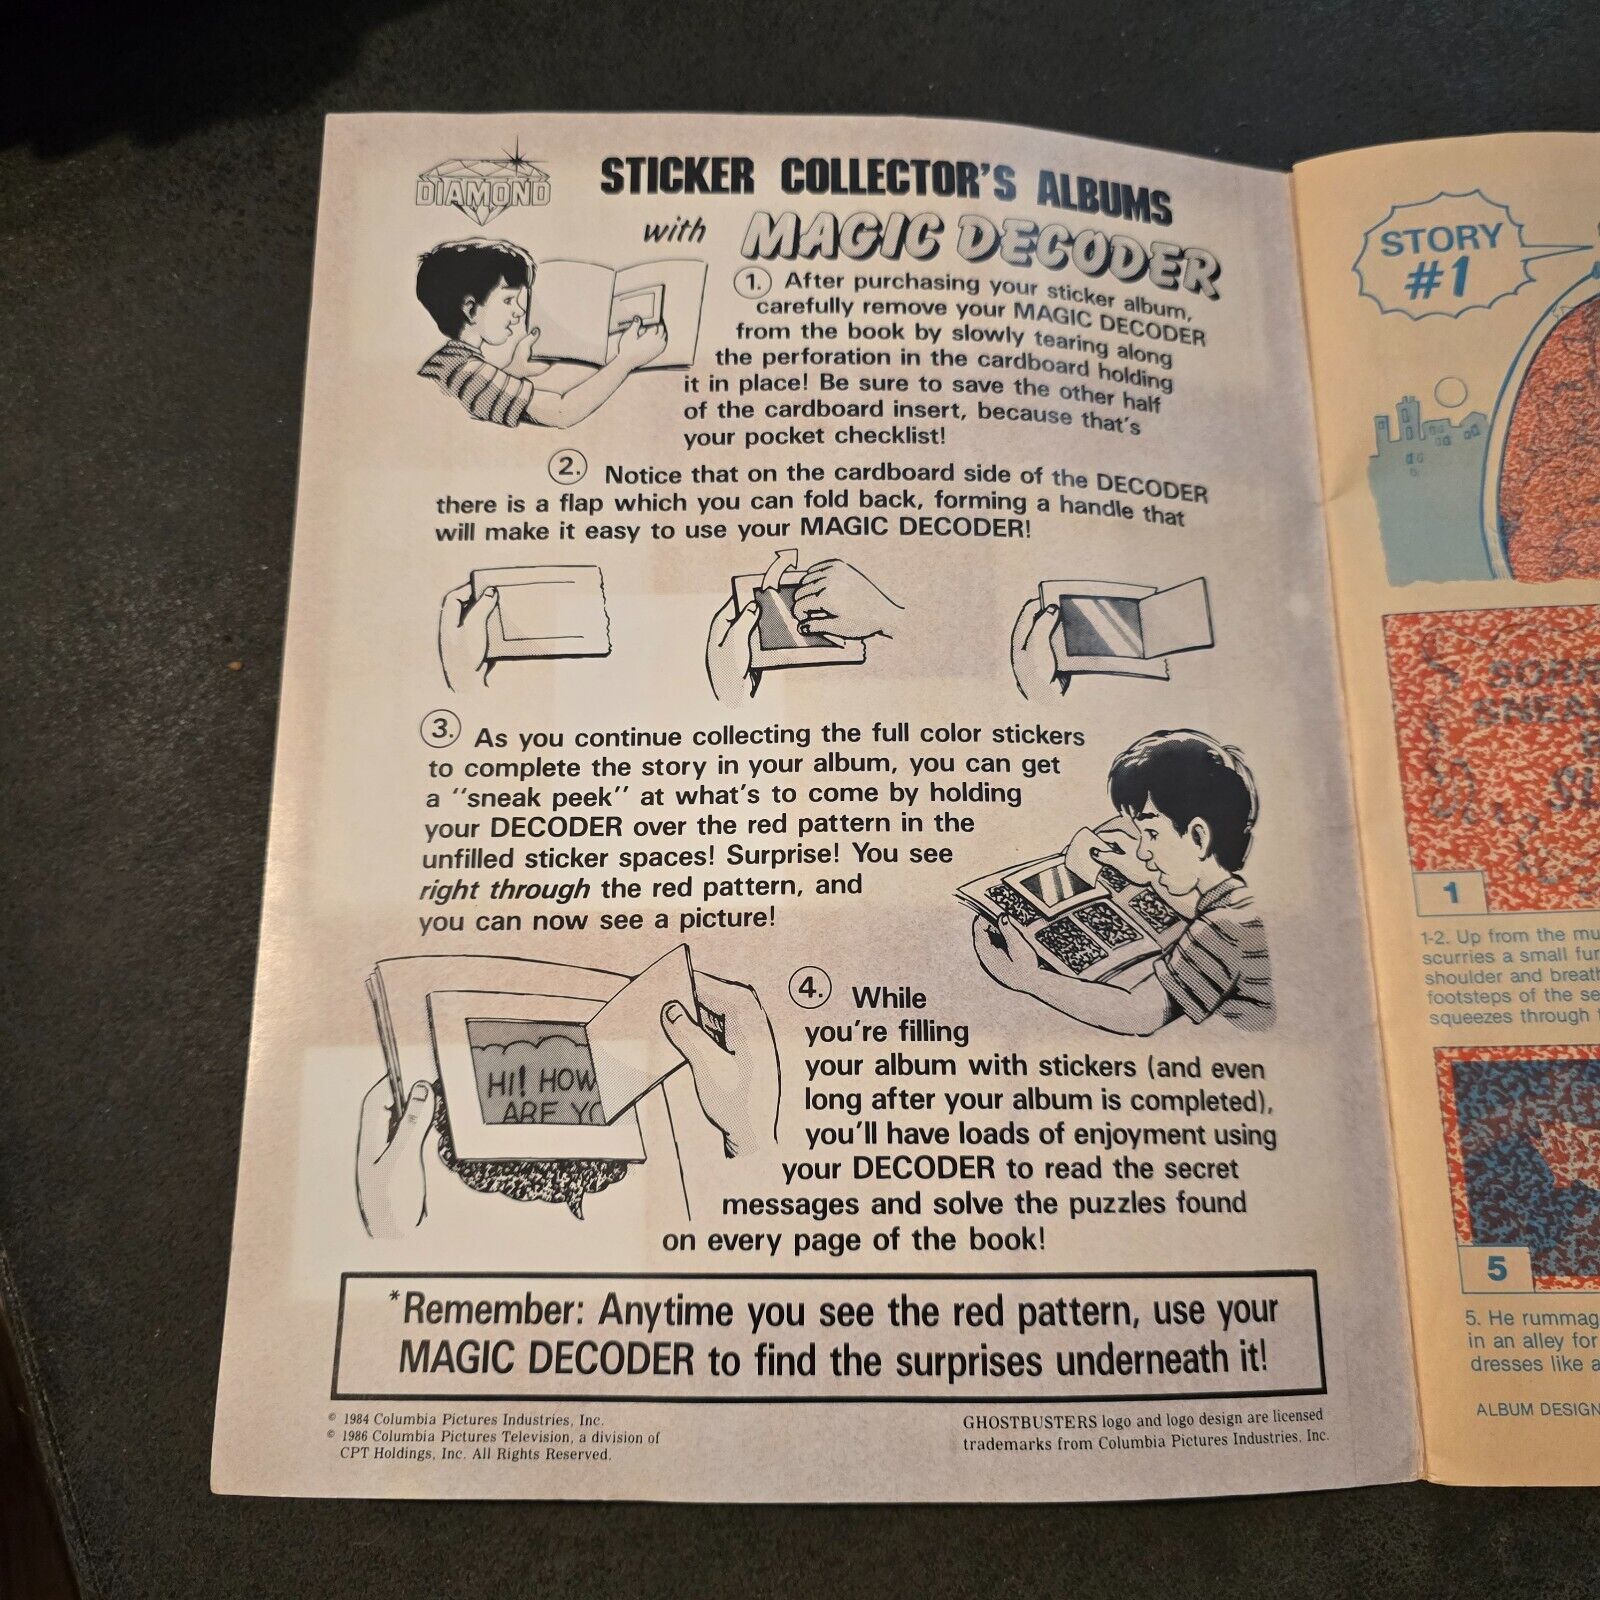 DIAMOND
STICKER COLLECTOR'S ALBUMS
with MAGIC DECODER
1. After purchasing your sticker album,
carefully remove your MAGIC DECODER
from the book by slowly tearing along
the perforation in the cardboard holding
it in place! Be sure to save the other half
of the cardboard insert, because that's
your pocket checklist!
2. Notice that on the cardboard side of the DECODER
there is a flap which you can fold back, forming a handle that
will make it easy to use your MAGIC DECODER!
3. As you continue collecting the full color stickers
to complete the story in your album, you can get
a "sneak peek" at what's to come by holding
your DECODER over the red pattern in the
unfilled sticker spaces! Surprise! You see
right through the red pattern, and
you can now see a picture!
HI! HOW
ARE YO
4. While
you're filling
your album with stickers (and even
long after your album is completed),
you'll have loads of enjoyment using
your DECODER to read the secret
messages and solve the puzzles found
on every page of the book!
*Remember: Anytime you see the red pattern, use your
MAGIC DECODER to find the surprises underneath it!
© 1984 Columbia Pictures Industries, Inc.
© 1986 Columbia Pictures Television, a division of
CPT Holdings, Inc. All Rights Reserved.
GHOSTBUSTERS logo and logo design are licensed
trademarks from Columbia Pictures Industries, Inc.
STORY
#1
SORR
SNEA
1
1-2. Up from the mu
scurries a small fur
shoulder and breat
footsteps of the se
squeezes through
5
5. He rummag
in an alley for
dresses like a
ALBUM DESIGN